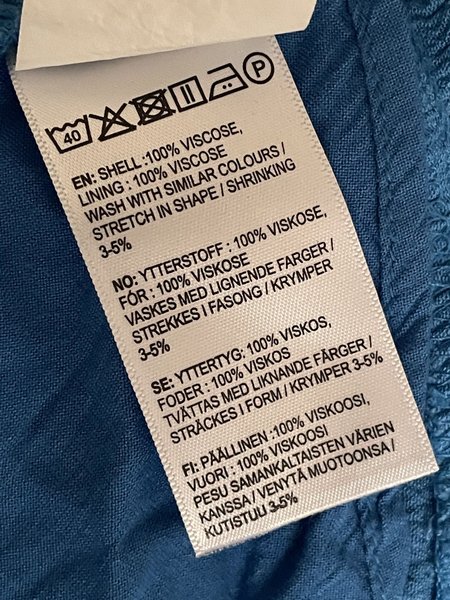 40 P
EN: SHELL :100% VISCOSE,
LINING : 100% VISCOSE
WASH WITH SIMILAR COLOURS /
STRETCH IN SHAPE / SHRINKING
3-5%
NO: YTTERSTOFF : 100% VISKOSE,
FÓR : 100% VISKOSE
VASKES MED LIGNENDE FARGER /
STREKKES I FASONG / KRYMPER
3-5%
SE: YTTERTYG: 100% VISKOS,
FODER : 100% VISKOS
TVÄTTAS MED LIKNANDE FÄRGER /
STRÄCKES I FORM / KRYMPER 3-5%
FI: PÄÄLLINEN :100% VISKOOSI,
VUORI : 100% VISKOOSI
PESU SAMANKALTAISTEN VÄRIEN
KANSSA / VENYTÄ MUOTOONSA /
KUTISTUU 3-5%